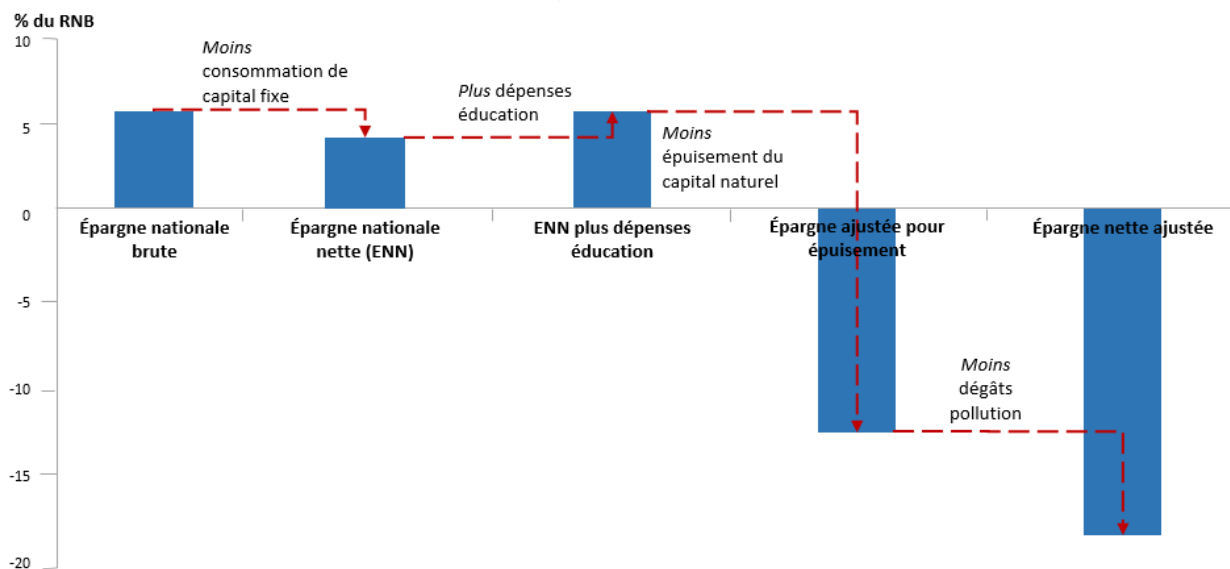 % du RNB
10
5
0
-5
-10
-15
-20
Moins
consommation de
capital fixe
Plus dépenses
éducation
Moins
épuisement du
capital naturel
Épargne nationale
brute
Épargne nationale
nette (ENN)
ENN plus dépenses
éducation
Épargne ajustée pour
épuisement
Épargne nette ajustée
Moins
dégâts
pollution